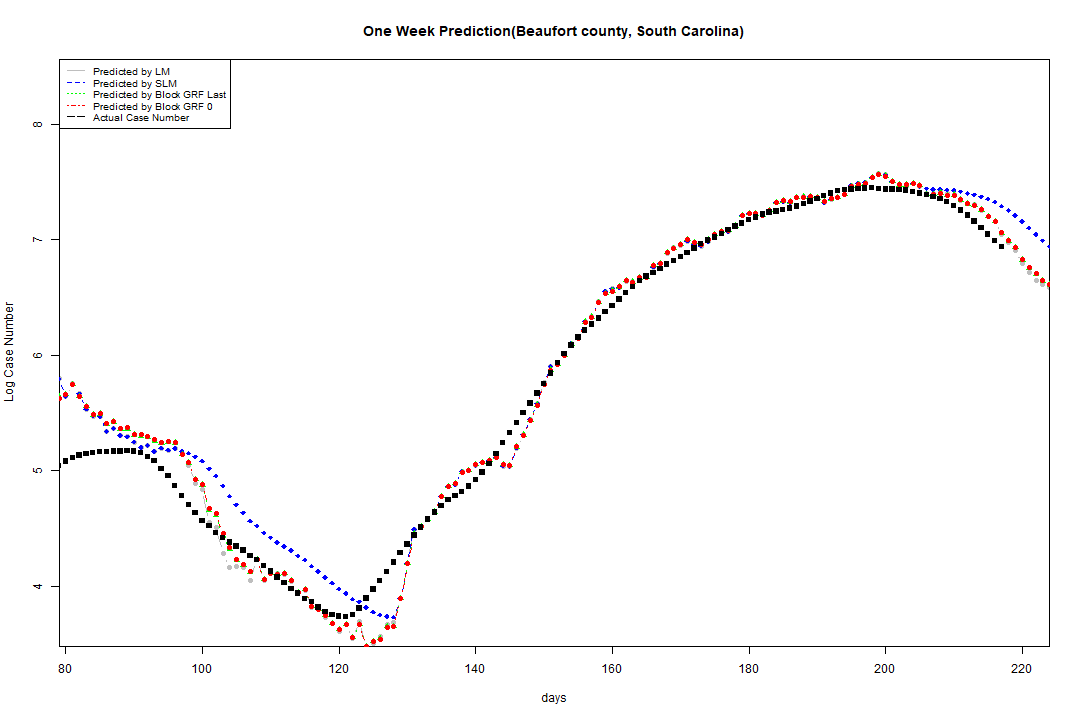 One Week Prediction(Beaufort county, South Carolina)
Predicted by LM
Predicted by SLM
Predicted by Block GRF Last
Predicted by Block GRF 0
Actual Case Number
8
7
6
5
4
Log Case Number
80 100 120 140 160 180 200 220
days